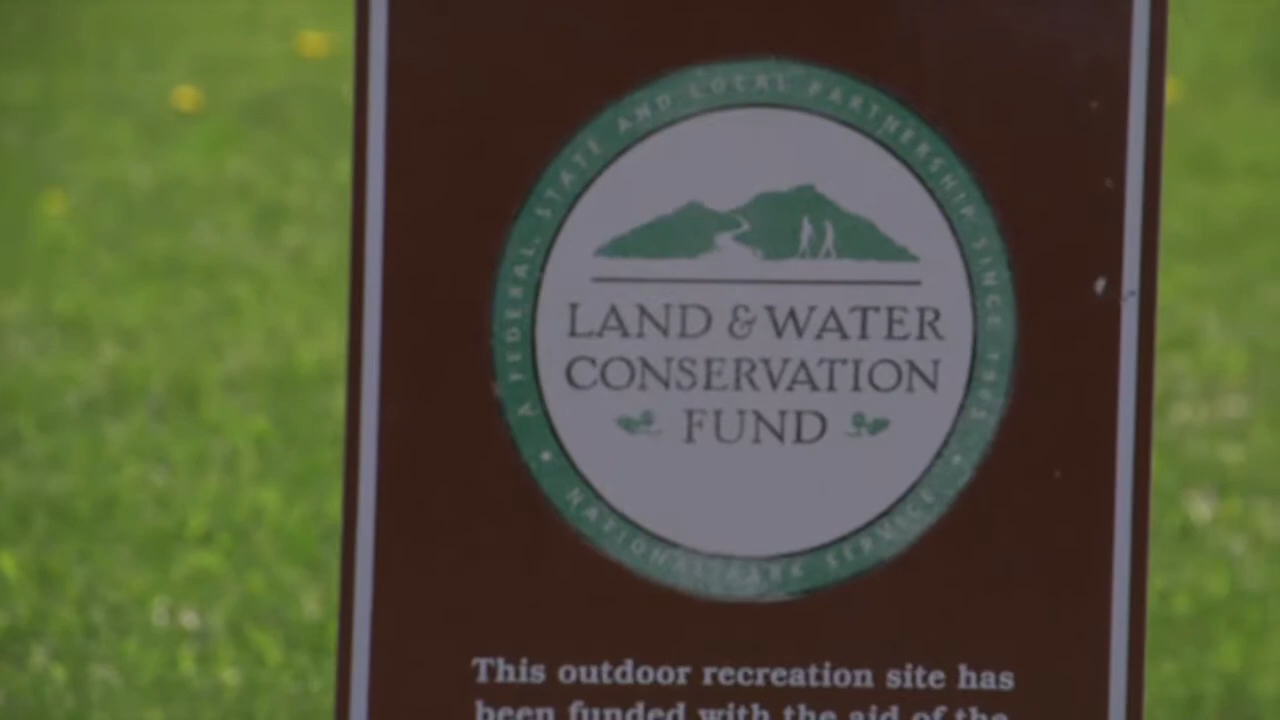 A FEDERAL, STATE AND LOCAL PARTNERSHIP SINCE 1965
LAND & WATER
CONSERVATION
FUND
• NATIONAL PARK SERVICE •
This outdoor recreation site has
been funded with the aid of the